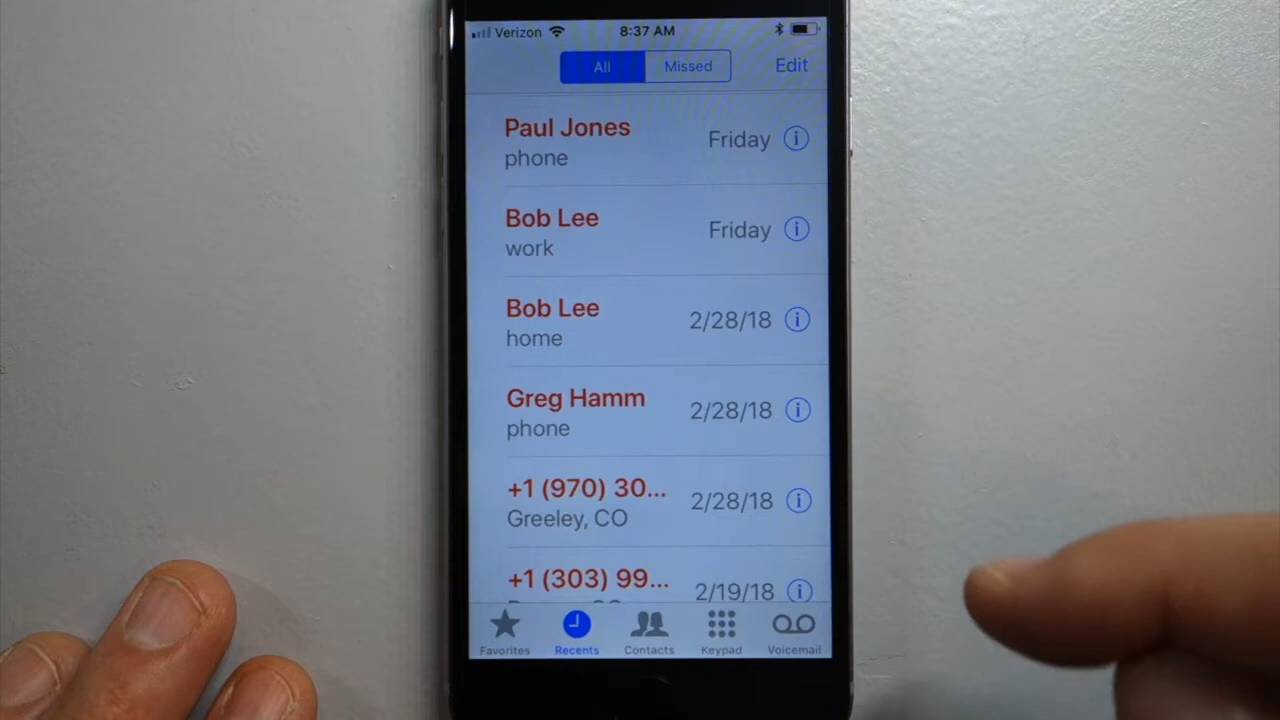 Verizon 8:37 AM
All Missed Edit
Paul Jones
phone
Friday
Bob Lee
work
Friday
Bob Lee
home
2/28/18
Greg Hamm
phone
2/28/18
+1 (970) 30...
Greeley, CO
2/28/18
+1 (303) 99...
2/19/18
Favorites Recents Contacts Keypad Voicemail